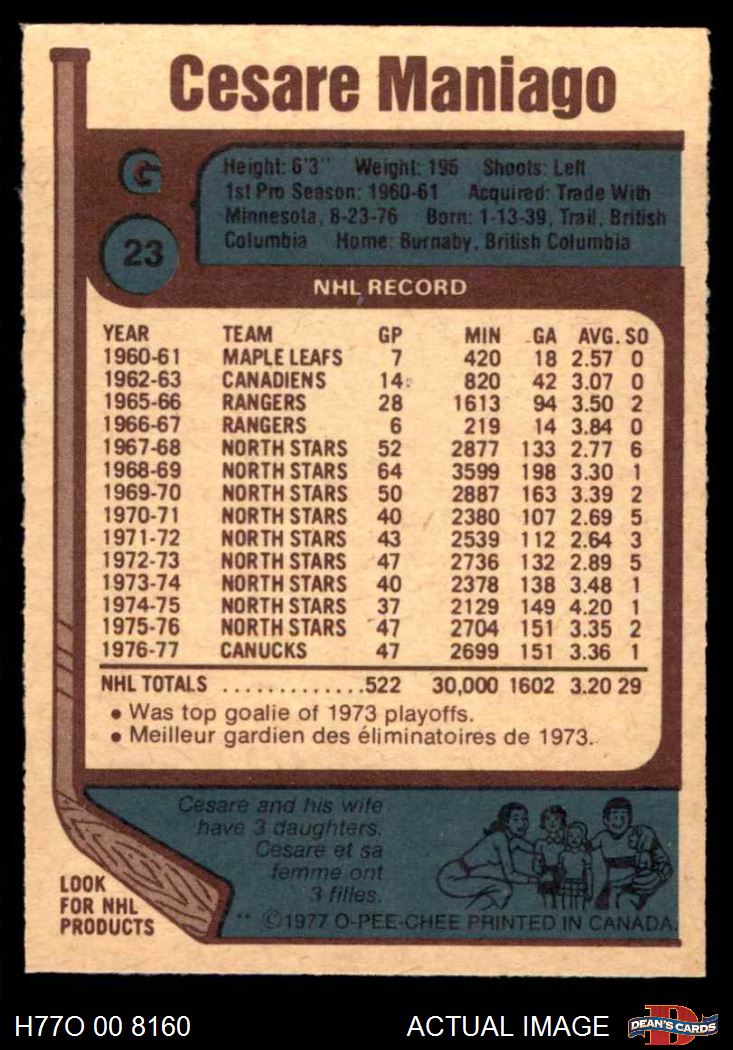 Cesare Maniago
G
Height: 6'3" Weight: 195 Shoots: Left
1st Pro Season: 1960-61 Acquired: Trade With
Minnesota, 8-23-76 Born: 1-13-39, Trail, British
Columbia Home: Burnaby, British Columbia
23
NHL RECORD
YEAR TEAM GP MIN GA AVG. SO
1960-61 MAPLE LEAFS 7 420 18 2.57 0
1962-63 CANADIENS 14 820 42 3.07 0
1965-66 RANGERS 28 1613 94 3.50 2
1966-67 RANGERS 6 219 14 3.84 0
1967-68 NORTH STARS 52 2877 133 2.77 6
1968-69 NORTH STARS 64 3599 198 3.30 1
1969-70 NORTH STARS 50 2887 163 3.39 2
1970-71 NORTH STARS 40 2380 107 2.69 5
1971-72 NORTH STARS 43 2539 112 2.64 3
1972-73 NORTH STARS 47 2736 132 2.89 5
1973-74 NORTH STARS 40 2378 138 3.48 1
1974-75 NORTH STARS 37 2129 149 4.20 1
1975-76 NORTH STARS 47 2704 151 3.35 2
1976-77 CANUCKS 47 2699 151 3.36 1
NHL TOTALS .............522 30,000 1602 3.20 29
• Was top goalie of 1973 playoffs.
• Meilleur gardien des éliminatoires de 1973.
Cesare and his wife
have 3 daughters.
Cesare et sa
femme ont
3 filles.
LOOK
FOR NHL
PRODUCTS
** ©1977 O-PEE-CHEE PRINTED IN CANADA.
H77O 00 8160 ACTUAL IMAGE
D
DEAN'S CARDS